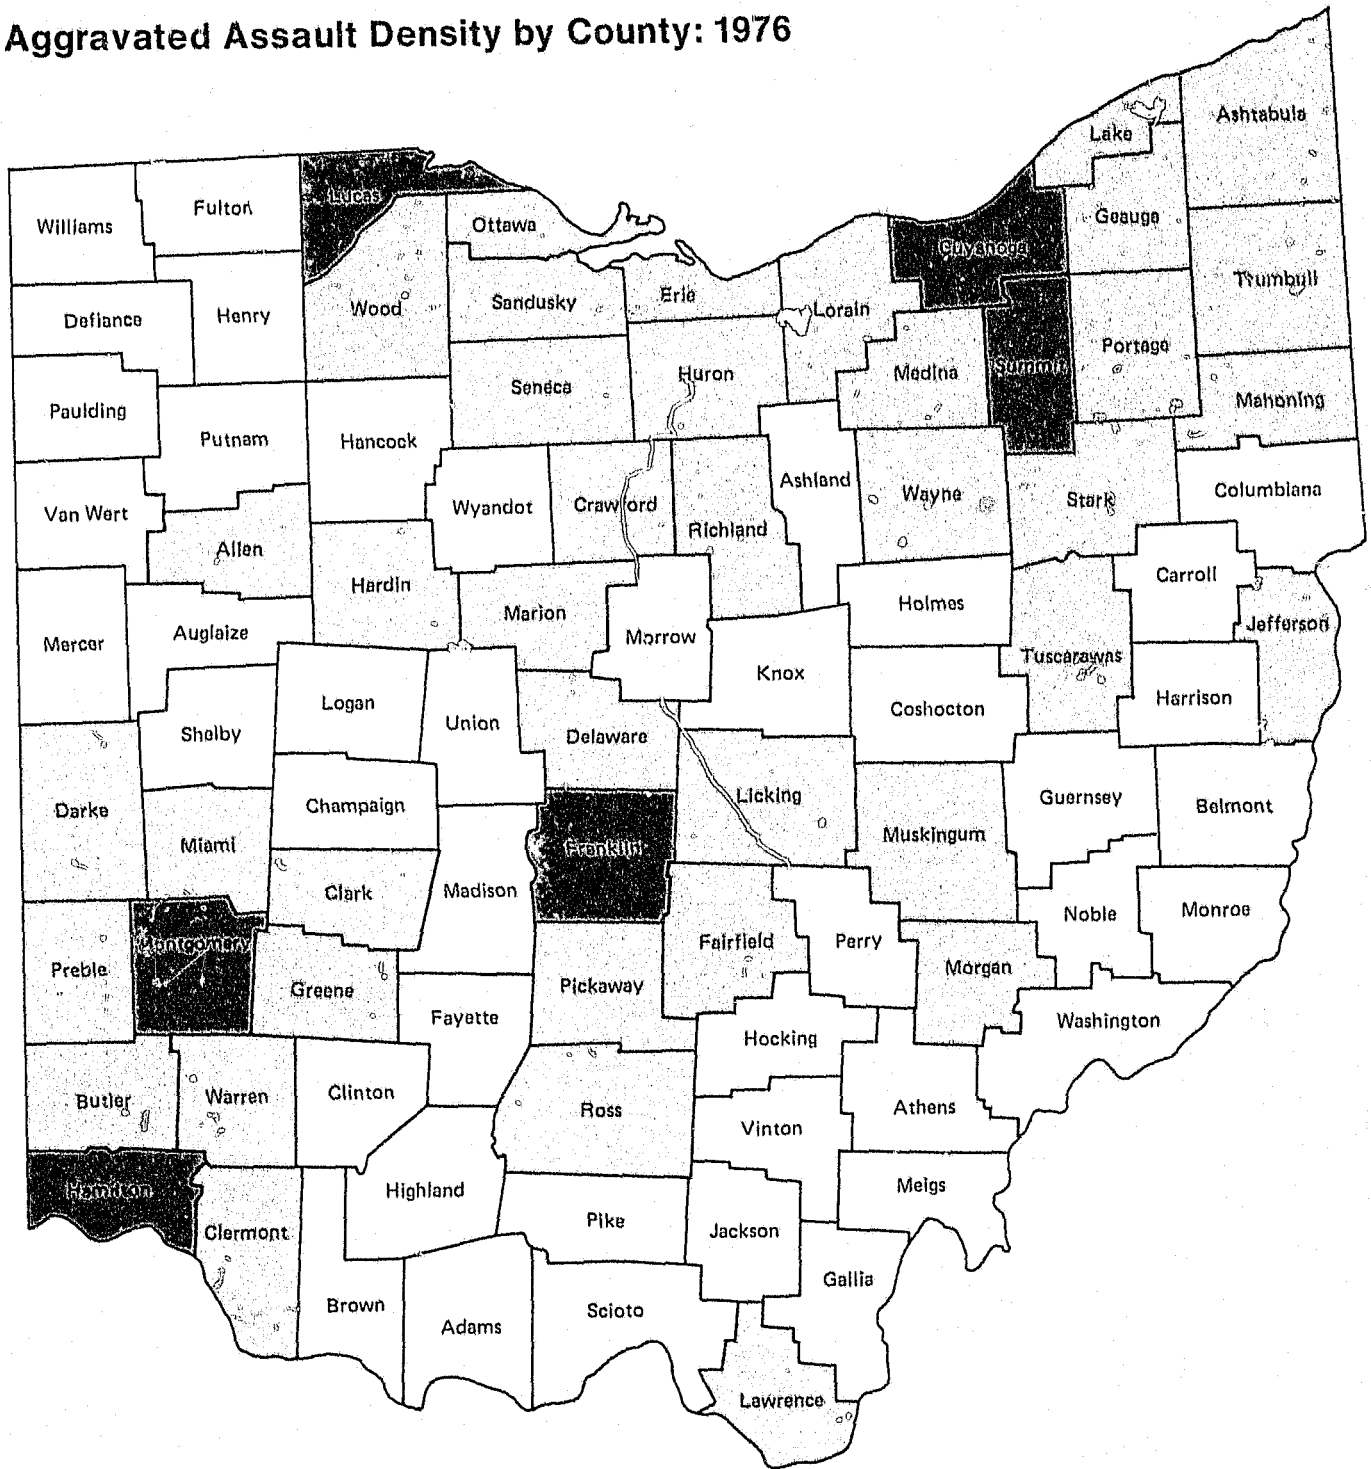 Aggravated Assault Density by County: 1976
Ashtabula
Lake
Lucas
Fulton
Williams
Ottawa
Geauga
Cuyahoga
Trumbull
Sandusky
Erie
Wood
Lorain
Henry
Defiance
Portage
Summit
Medina
Huron
Seneca
Mahoning
Paulding
Putnam
Hancock
Ashland
Columbiana
Wayne
Stark
Crawford
Wyandot
Van Wert
Richland
Allen
Carroll
Hardin
Holmes
Marion
Jefferson
Auglaize
Morrow
Mercer
Tuscarawas
Knox
Harrison
Logan
Coshocton
Union
Shelby
Delaware
Licking
Guernsey
Champaign
Belmont
Darke
Muskingum
Miami
Franklin
Clark
Madison
Monroe
Noble
Perry
Fairfield
Montgomery
Morgan
Preble
Pickaway
Greene
Fayette
Washington
Hocking
Clinton
Warren
Butler
Athens
Ross
Vinton
Meigs
Hamilton
Highland
Pike
Jackson
Clermont
Gallia
Brown
Scioto
Adams
Lawrence